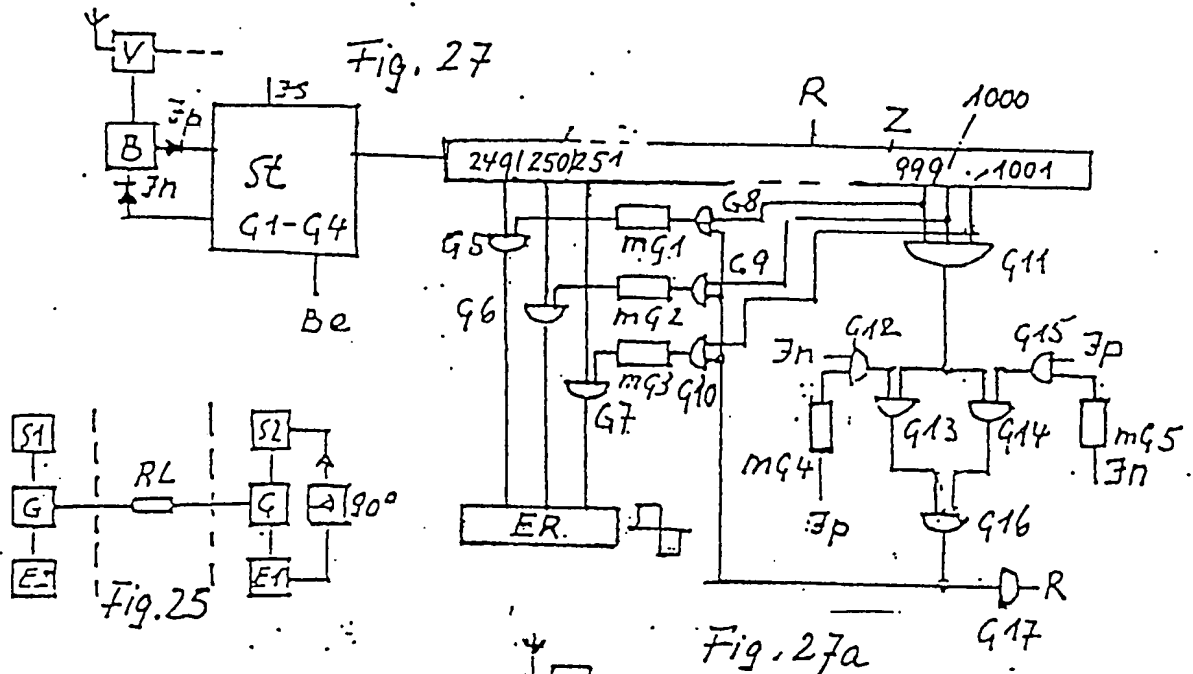 V
Fig. 27
Js
Jp
B
St
Jn
G1-G4
Be
R
Z
1000
249/250/251
999
1001
G8
G5
mG1
G9
G11
G6
mG2
G12
G15
Jn
Jp
mG3
G10
G7
G13
G14
mG4
mG5
Jn
Jp
S1
S2
RL
G
G
90°
G16
ER.
E2
E1
Fig. 25
R
G17
Fig. 27a